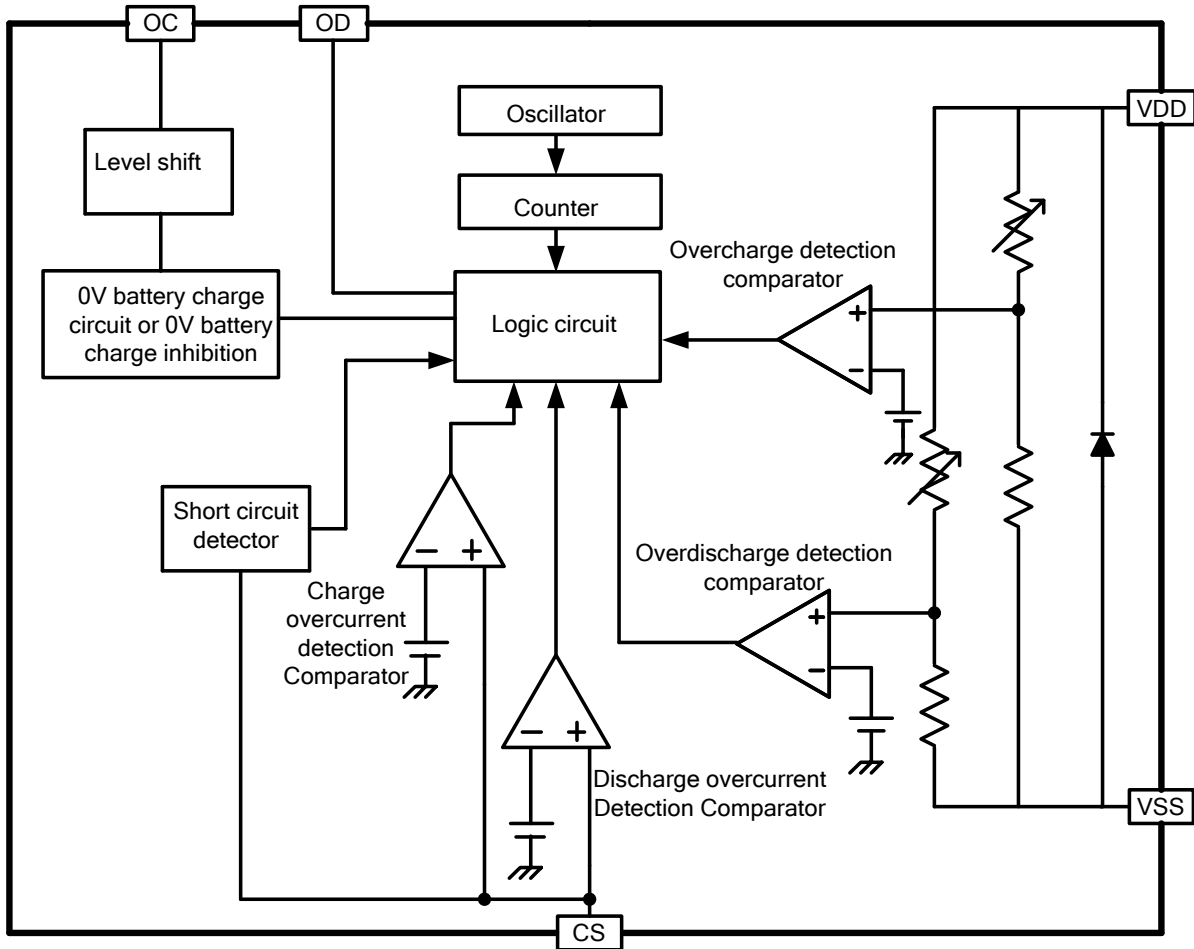 OC
OD
Oscillator
VDD
Level shift
Counter
Overcharge detection
comparator
0V battery charge
circuit or 0V battery
charge inhibition
Logic circuit
+
−
Short circuit
detector
− +
Overdischarge detection
comparator
Charge
overcurrent
detection
Comparator
+
−
− +
Discharge overcurrent
Detection Comparator
VSS
CS